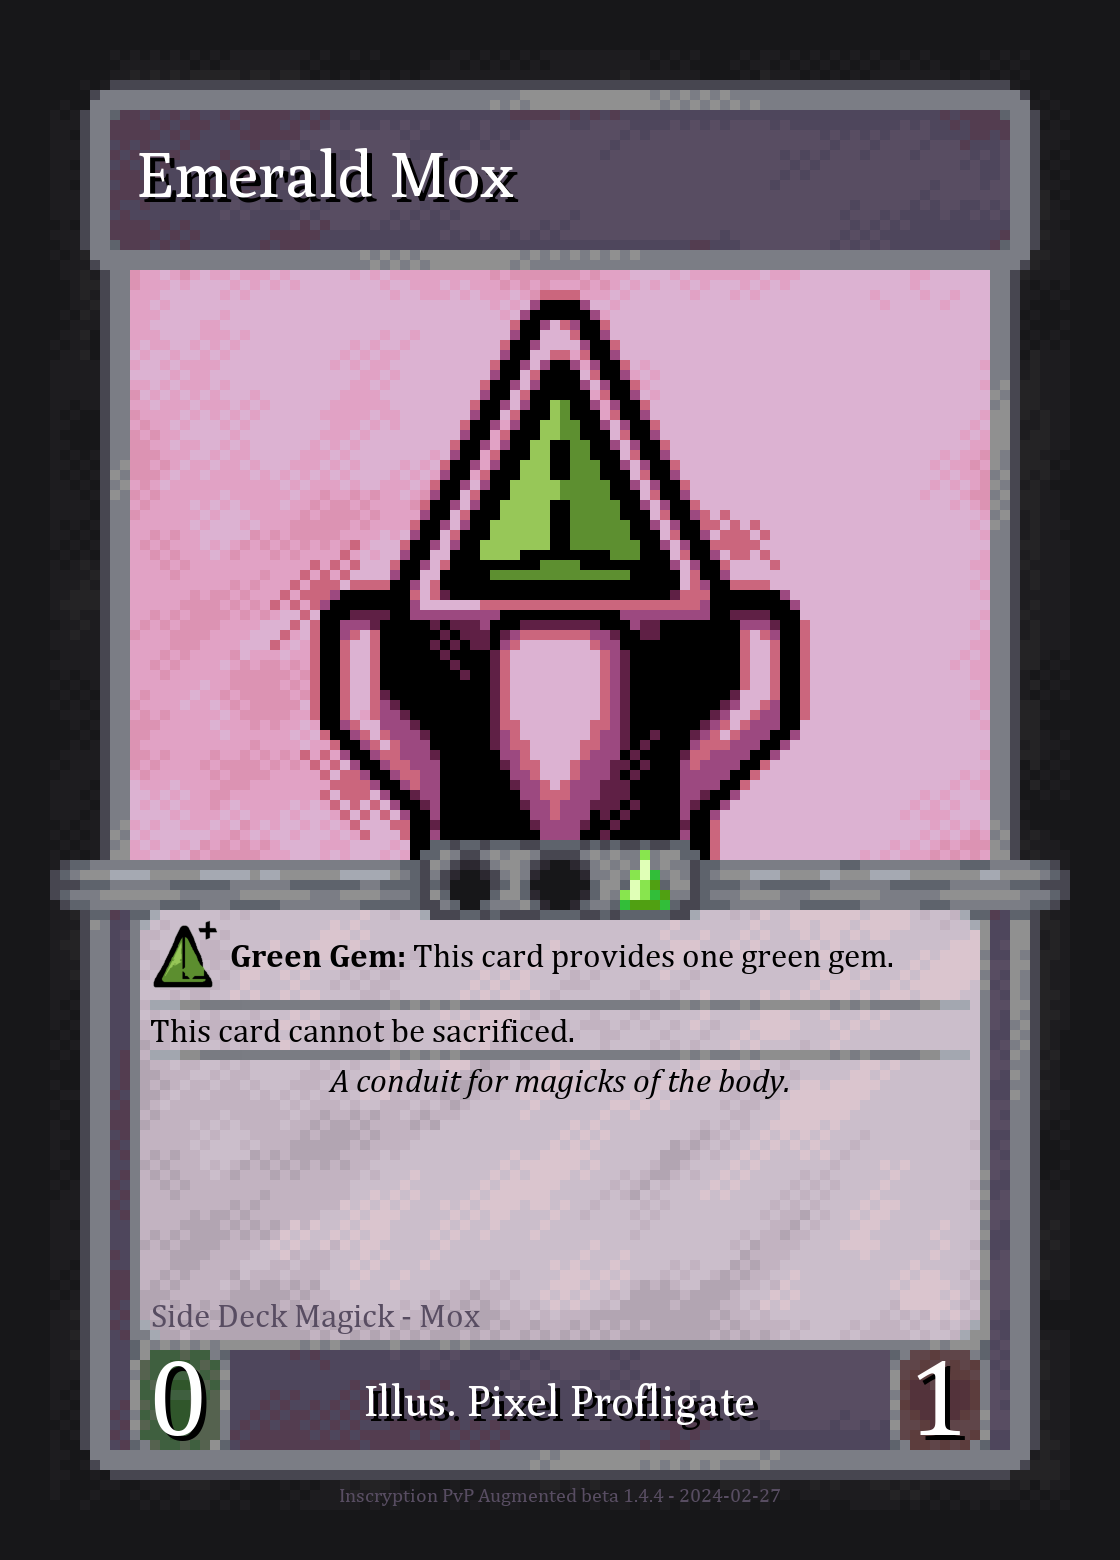 Emerald Mox
Green Gem: This card provides one green gem.
This card cannot be sacrificed.
A conduit for magicks of the body.
Side Deck Magick - Mox
0
Illus. Pixel Profligate
1
Inscryption PvP Augmented beta 1.4.4 - 2024-02-27